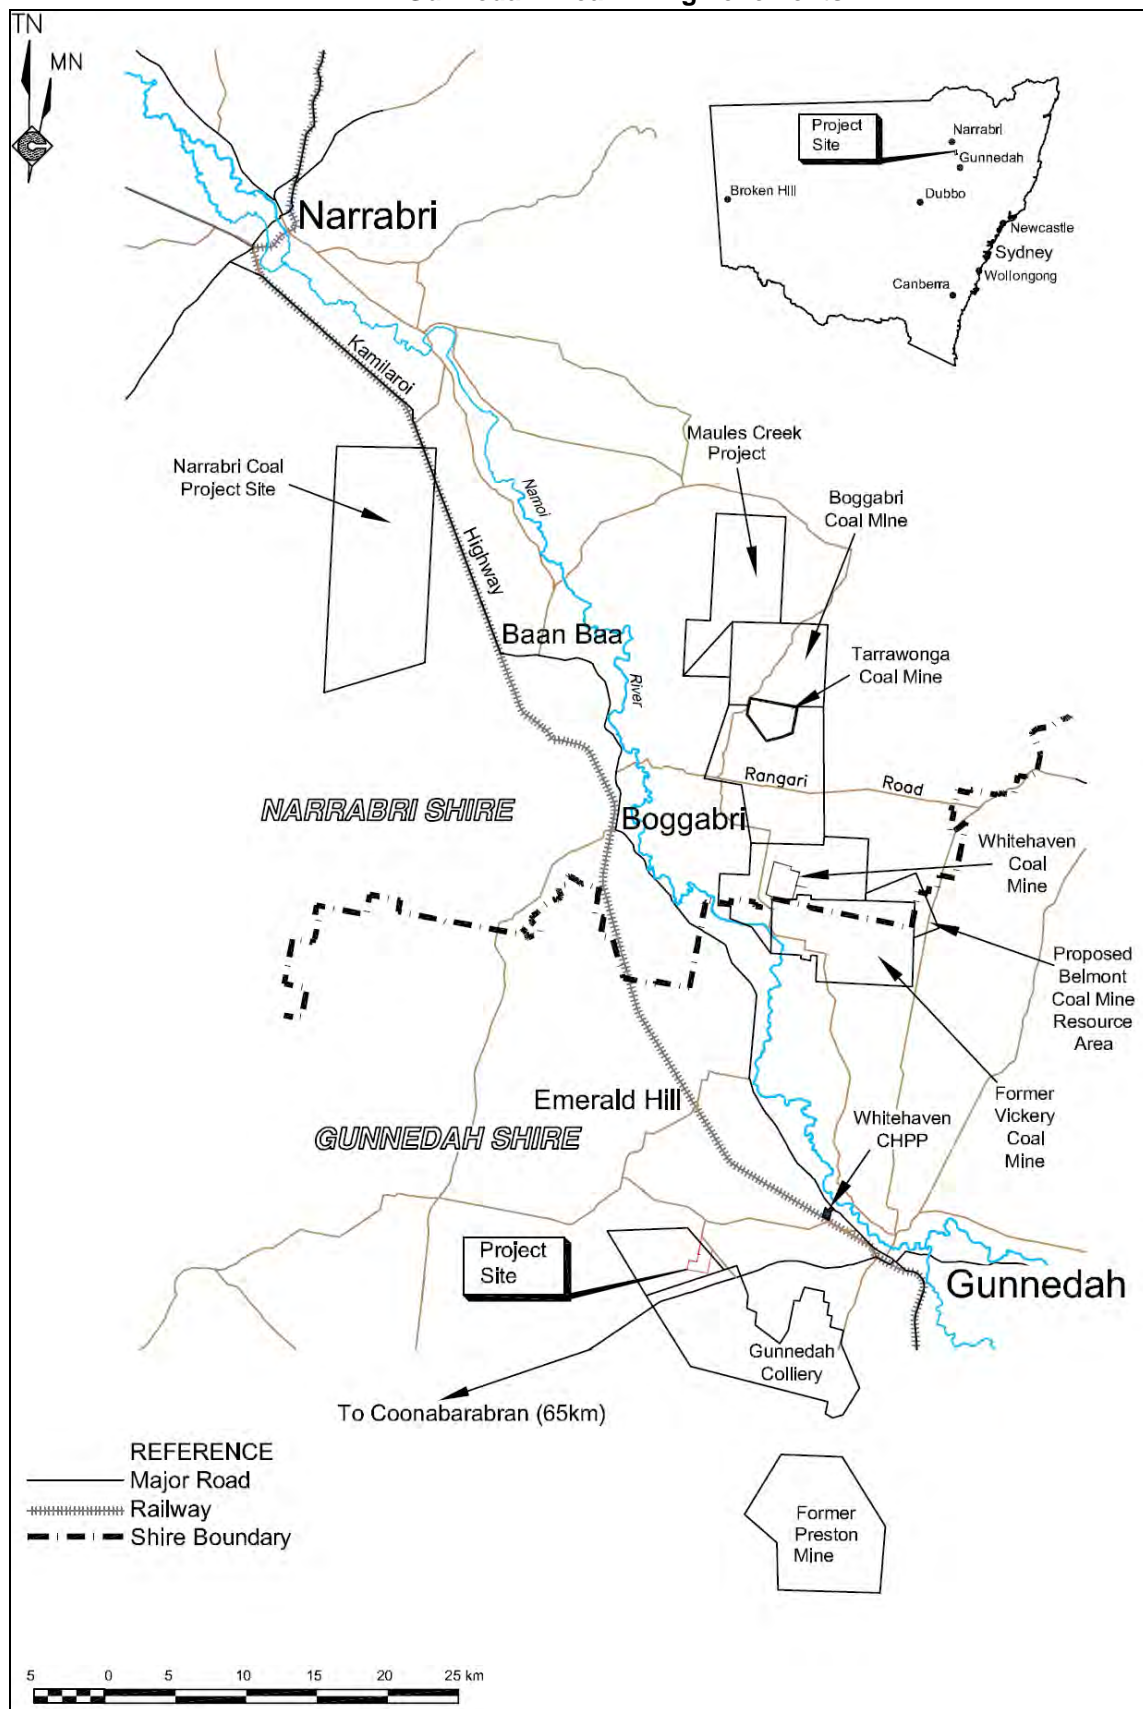 TN
MN
Project
Site
Narrabri
Gunnedah
Broken Hill
Dubbo
Newcastle
Sydney
Wollongong
Canberra
Narrabri
Kamilaroi
Highway
Narrabri Coal
Project Site
Namoi
River
Maules Creek
Project
Boggabri
Coal Mine
Baan Baa
Tarrawonga
Coal Mine
Rangari Road
NARRABRI SHIRE
Boggabri
Whitehaven
Coal
Mine
Proposed
Belmont
Coal Mine
Resource
Area
Emerald Hill
GUNNEDAH SHIRE
Whitehaven
CHPP
Former
Vickery
Coal
Mine
Project
Site
Gunnedah
Gunnedah
Colliery
To Coonabarabran (65km)
REFERENCE
Major Road
Railway
Shire Boundary
Former
Preston
Mine
5 0 5 10 15 20 25 km